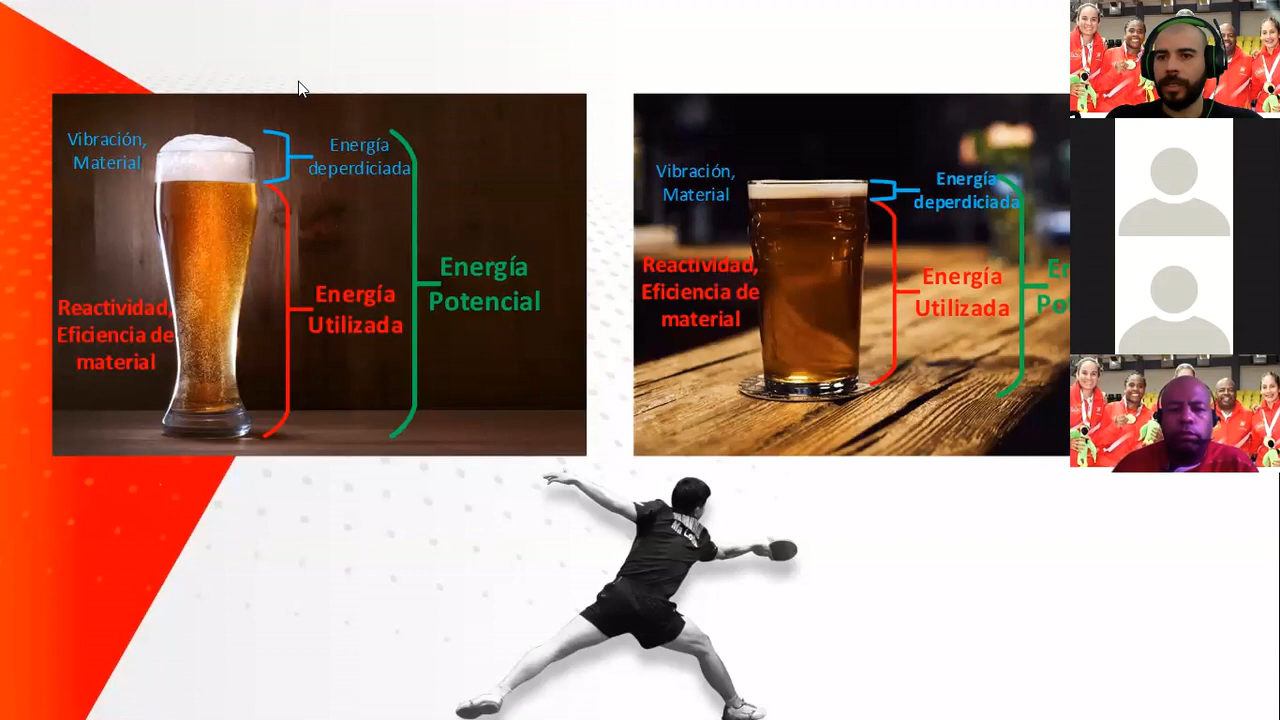 Vibración,
Material
Energía
deperdiciada
Energía
Potencial
Energía
Utilizada
Reactividad,
Eficiencia de
material
Vibración,
Material
Energía
deperdiciada
Reactividad,
Eficiencia de
material
Energía
Utilizada